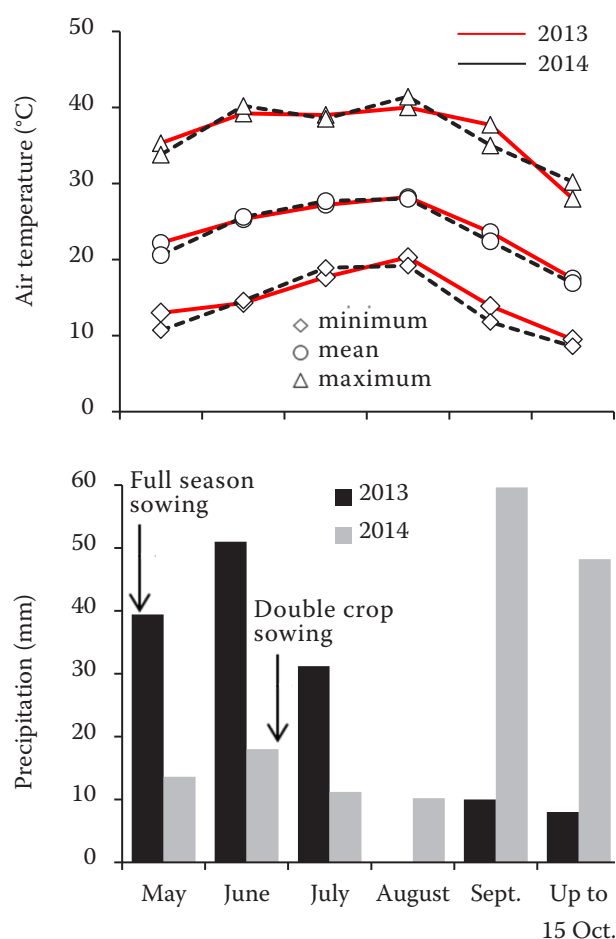 50
40
30
20
10
0
Air temperature (°C)
2013
2014
minimum
mean
maximum
60
50
40
30
20
10
0
Precipitation (mm)
Full season
sowing
2013
2014
Double crop
sowing
May June July August Sept. Up to
15 Oct.